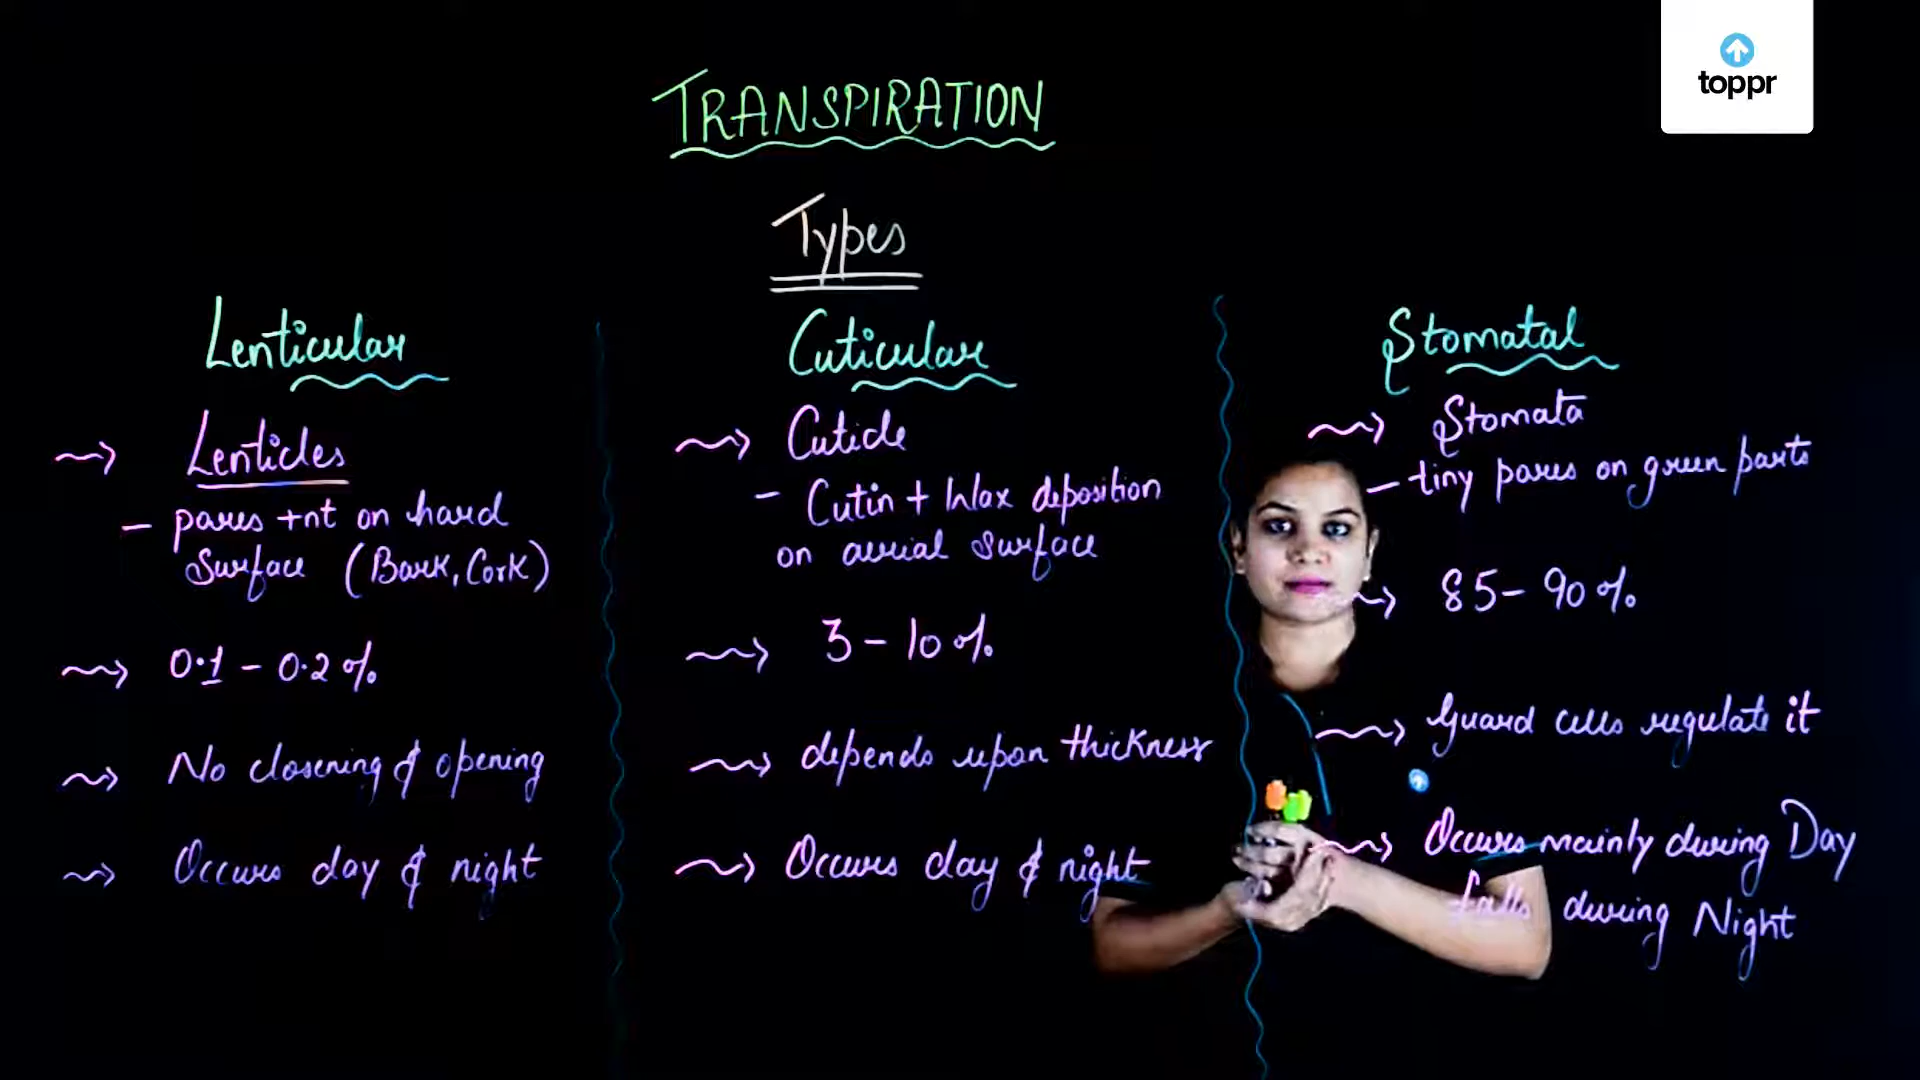 toppr
TRANSPIRATION
Types
Lenticular
Lenticles
- pores +nt on hard
Surface (Bark, Cork)
0.1 - 0.2 %
No closening & opening
Occurs day & night
Cuticular
Cuticle
- Cutin + Wax deposition
on aerial surface
3 - 10 %
depends upon thickness
Occurs day & night
Stomatal
Stomata
- tiny pores on green parts
85 - 90 %
Guard cells regulate it
Occurs mainly during Day
falls during Night